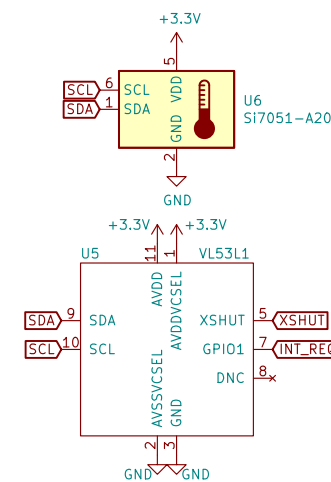 +3.3V
5
SCL 6 SCL VDD
SDA 1 SDA
GND
U6
Si7051-A20
2
GND
+3.3V +3.3V
11 1
U5 VL53L1
AVDD AVDDVCSEL
SDA 9 SDA XSHUT 5 XSHUT
SCL 10 SCL GPIO1 7
DNC 8
AVSSVCSEL GND
2 3
GND GND